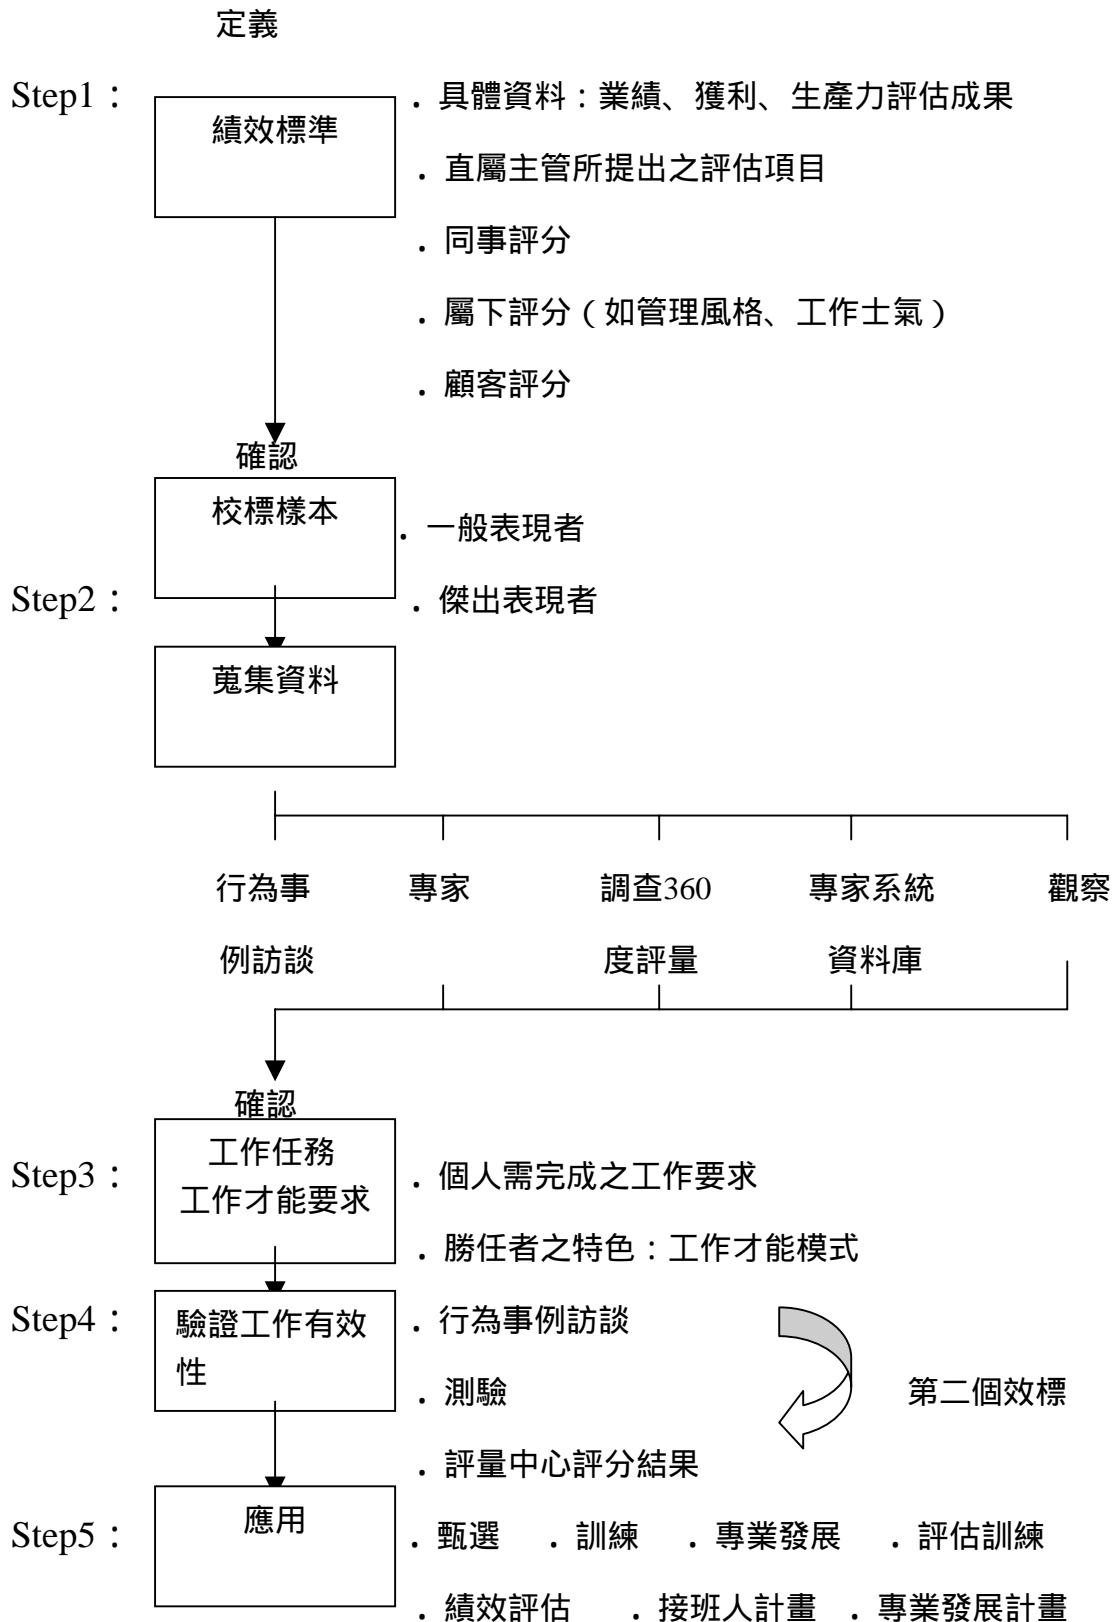 定義
Step1： ．具體資料：業績、獲利、生產力評估成果
績效標準
．直屬主管所提出之評估項目
．同事評分
．屬下評分（如管理風格、工作士氣）
．顧客評分
確認
校標樣本
．一般表現者
Step2： ．傑出表現者
蒐集資料
行為事 專家 調查360 專家系統 觀察
例訪談 度評量 資料庫
確認
工作任務
Step3： ．個人需完成之工作要求
工作才能要求
．勝任者之特色：工作才能模式
Step4： 驗證工作有效 ．行為事例訪談
性
．測驗 第二個效標
．評量中心評分結果
應用
Step5： ．甄選 ．訓練 ．專業發展 ．評估訓練
．績效評估 ．接班人計畫 ．專業發展計畫